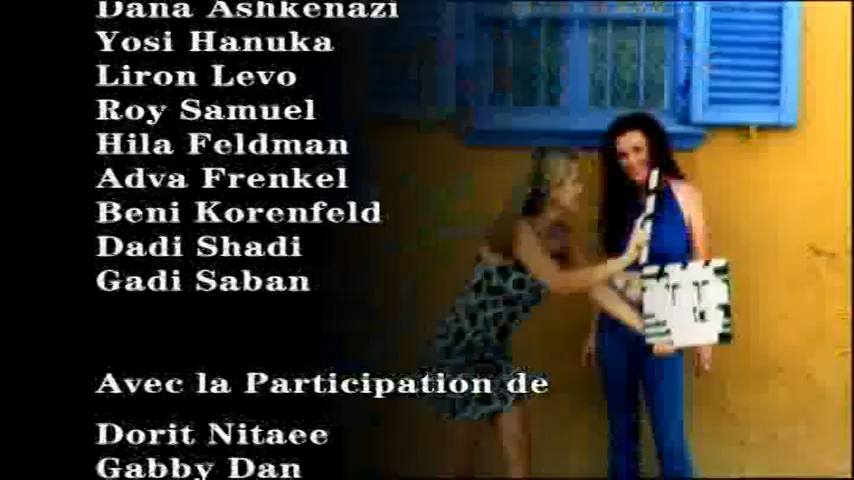 Dana Ashkenazi
Yosi Hanuka
Liron Levo
Roy Samuel
Hila Feldman
Adva Frenkel
Beni Korenfeld
Dadi Shadi
Gadi Saban
Avec la Participation de
Dorit Nitaee
Gabby Dan